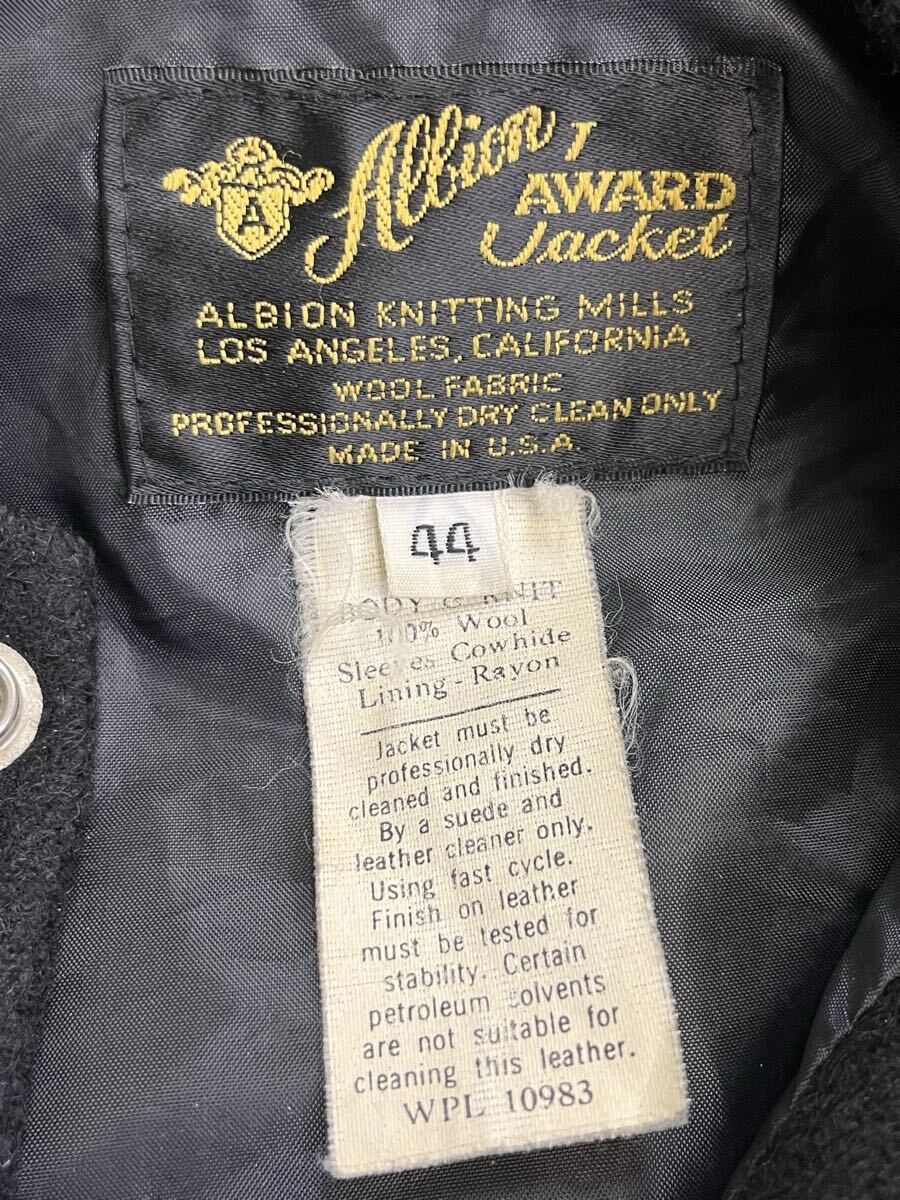 A
Albion I
AWARD
Jacket
ALBION KNITTING MILLS
LOS ANGELES, CALIFORNIA
WOOL FABRIC
PROFESSIONALLY DRY CLEAN ONLY
MADE IN U.S.A.
44
BODY & KNIT
100% Wool
Sleeves Cowhide
Lining - Rayon
Jacket must be
professionally dry
cleaned and finished.
By a suede and
leather cleaner only.
Using fast cycle.
Finish on leather
must be tested for
stability. Certain
petroleum solvents
are not suitable for
cleaning this leather.
WPL 10983